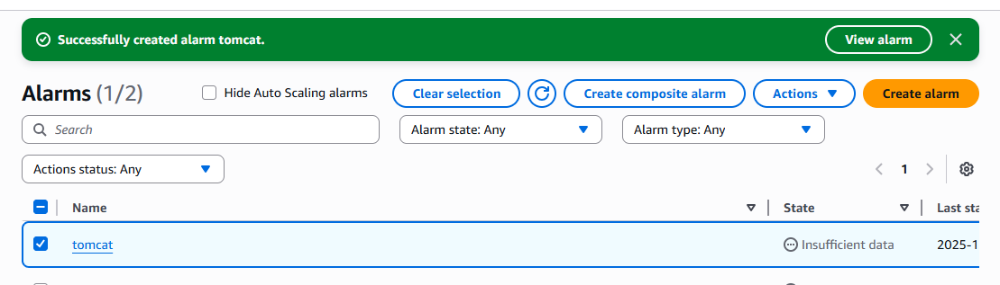 Successfully created alarm tomcat.
View alarm
Alarms (1/2)
Hide Auto Scaling alarms
Clear selection
Create composite alarm
Actions
Create alarm
Search
Alarm state: Any
Alarm type: Any
Actions status: Any
1
Name
State
Last sta
tomcat
Insufficient data
2025-1